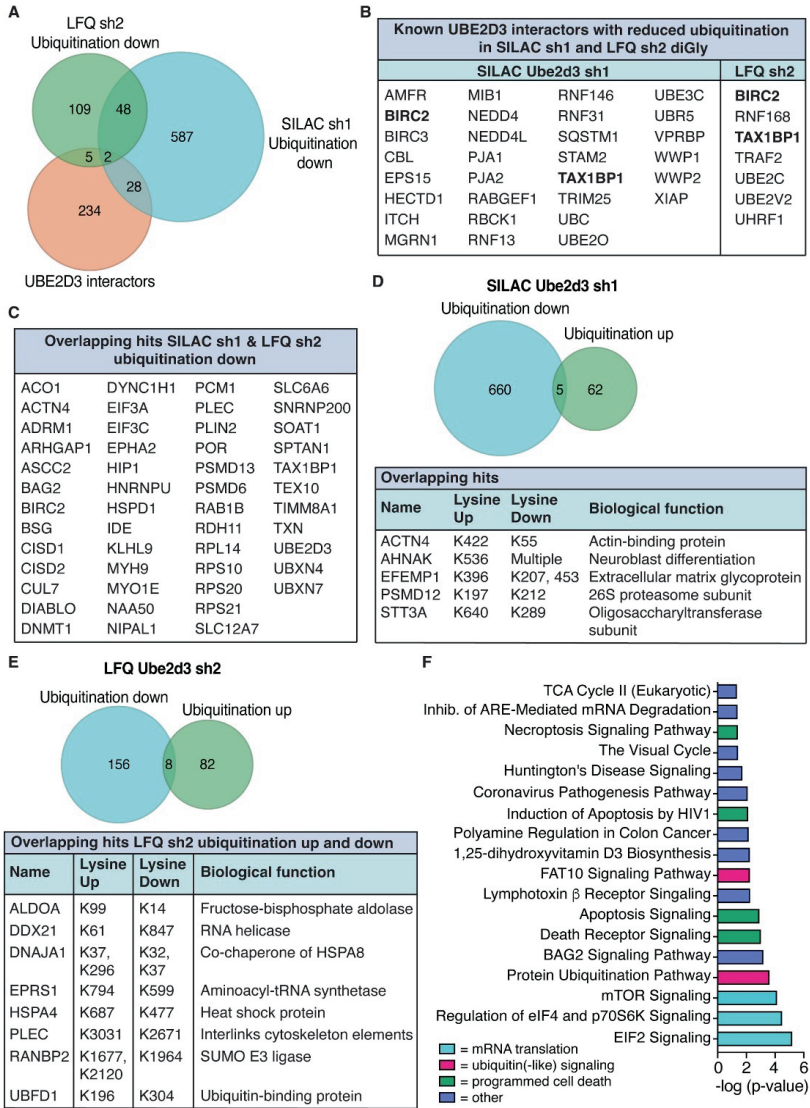 A
LFQ sh2
Ubiquitination down
109
48
587
SILAC sh1
Ubiquitination
down
5
2
28
234
UBE2D3 interactors
B
Known UBE2D3 interactors with reduced ubiquitination
in SILAC sh1 and LFQ sh2 diGly
SILAC Ube2d3 sh1
LFQ sh2
AMFR MIB1 RNF146 UBE3C BIRC2
BIRC2 NEDD4 RNF31 UBR5 RNF168
BIRC3 NEDD4L SQSTM1 VPRBP TAX1BP1
CBL PJA1 STAM2 WWP1 TRAF2
EPS15 PJA2 TAX1BP1 WWP2 UBE2C
HECTD1 RABGEF1 TRIM25 XIAP UBE2V2
ITCH RBCK1 UBC UHRF1
MGRN1 RNF13 UBE2O
C
Overlapping hits SILAC sh1 & LFQ sh2
ubiquitination down
ACO1 DYNC1H1 PCM1 SLC6A6
ACTN4 EIF3A PLEC SNRNP200
ADRM1 EIF3C PLIN2 SOAT1
ARHGAP1 EPHA2 POR SPTAN1
ASCC2 HIP1 PSMD13 TAX1BP1
BAG2 HNRNPU PSMD6 TEX10
BIRC2 HSPD1 RAB1B TIMM8A1
BSG IDE RDH11 TXN
CISD1 KLHL9 RPL14 UBE2D3
CISD2 MYH9 RPS10 UBXN4
CUL7 MYO1E RPS20 UBXN7
DIABLO NAA50 RPS21
DNMT1 NIPAL1 SLC12A7
D
SILAC Ube2d3 sh1
Ubiquitination down
Ubiquitination up
660
5
62
Overlapping hits
Name Lysine Up Lysine Down Biological function
ACTN4 K422 K55 Actin-binding protein
AHNAK K536 Multiple Neuroblast differentiation
EFEMP1 K396 K207, 453 Extracellular matrix glycoprotein
PSMD12 K197 K212 26S proteasome subunit
STT3A K640 K289 Oligosaccharyltransferase
subunit
E
LFQ Ube2d3 sh2
Ubiquitination down
Ubiquitination up
156
8
82
Overlapping hits LFQ sh2 ubiquitination up and down
Name Lysine Up Lysine Down Biological function
ALDOA K99 K14 Fructose-bisphosphate aldolase
DDX21 K61 K847 RNA helicase
DNAJA1 K37, K32, Co-chaperone of HSPA8
K296 K37
EPRS1 K794 K599 Aminoacyl-tRNA synthetase
HSPA4 K687 K477 Heat shock protein
PLEC K3031 K2671 Interlinks cytoskeleton elements
RANBP2 K1677, K1964 SUMO E3 ligase
K2120
UBFD1 K196 K304 Ubiquitin-binding protein
F
TCA Cycle II (Eukaryotic)
Inhib. of ARE-Mediated mRNA Degradation
Necroptosis Signaling Pathway
The Visual Cycle
Huntington's Disease Signaling
Coronavirus Pathogenesis Pathway
Induction of Apoptosis by HIV1
Polyamine Regulation in Colon Cancer
1,25-dihydroxyvitamin D3 Biosynthesis
FAT10 Signaling Pathway
Lymphotoxin β Receptor Singaling
Apoptosis Signaling
Death Receptor Signaling
BAG2 Signaling Pathway
Protein Ubiquitination Pathway
mTOR Signaling
Regulation of eIF4 and p70S6K Signaling
EIF2 Signaling
= mRNA translation
= ubiquitin(-like) signaling
= programmed cell death
= other
0 2 4 6
-log (p-value)